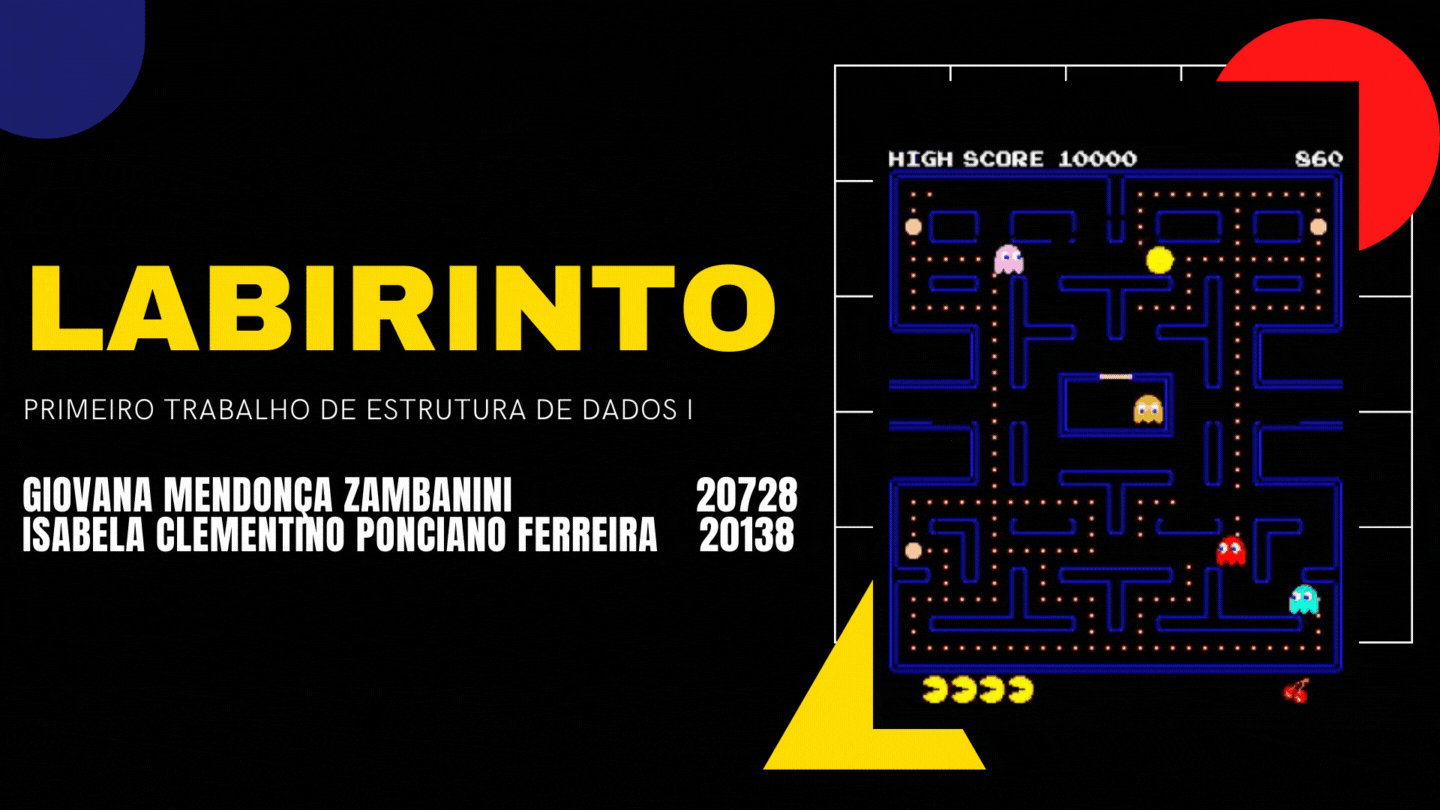 LABIRINTO
PRIMEIRO TRABALHO DE ESTRUTURA DE DADOS I
GIOVANA MENDONÇA ZAMBANINI 20728
ISABELA CLEMENTINO PONCIANO FERREIRA 20138
HIGH SCORE 10000 860